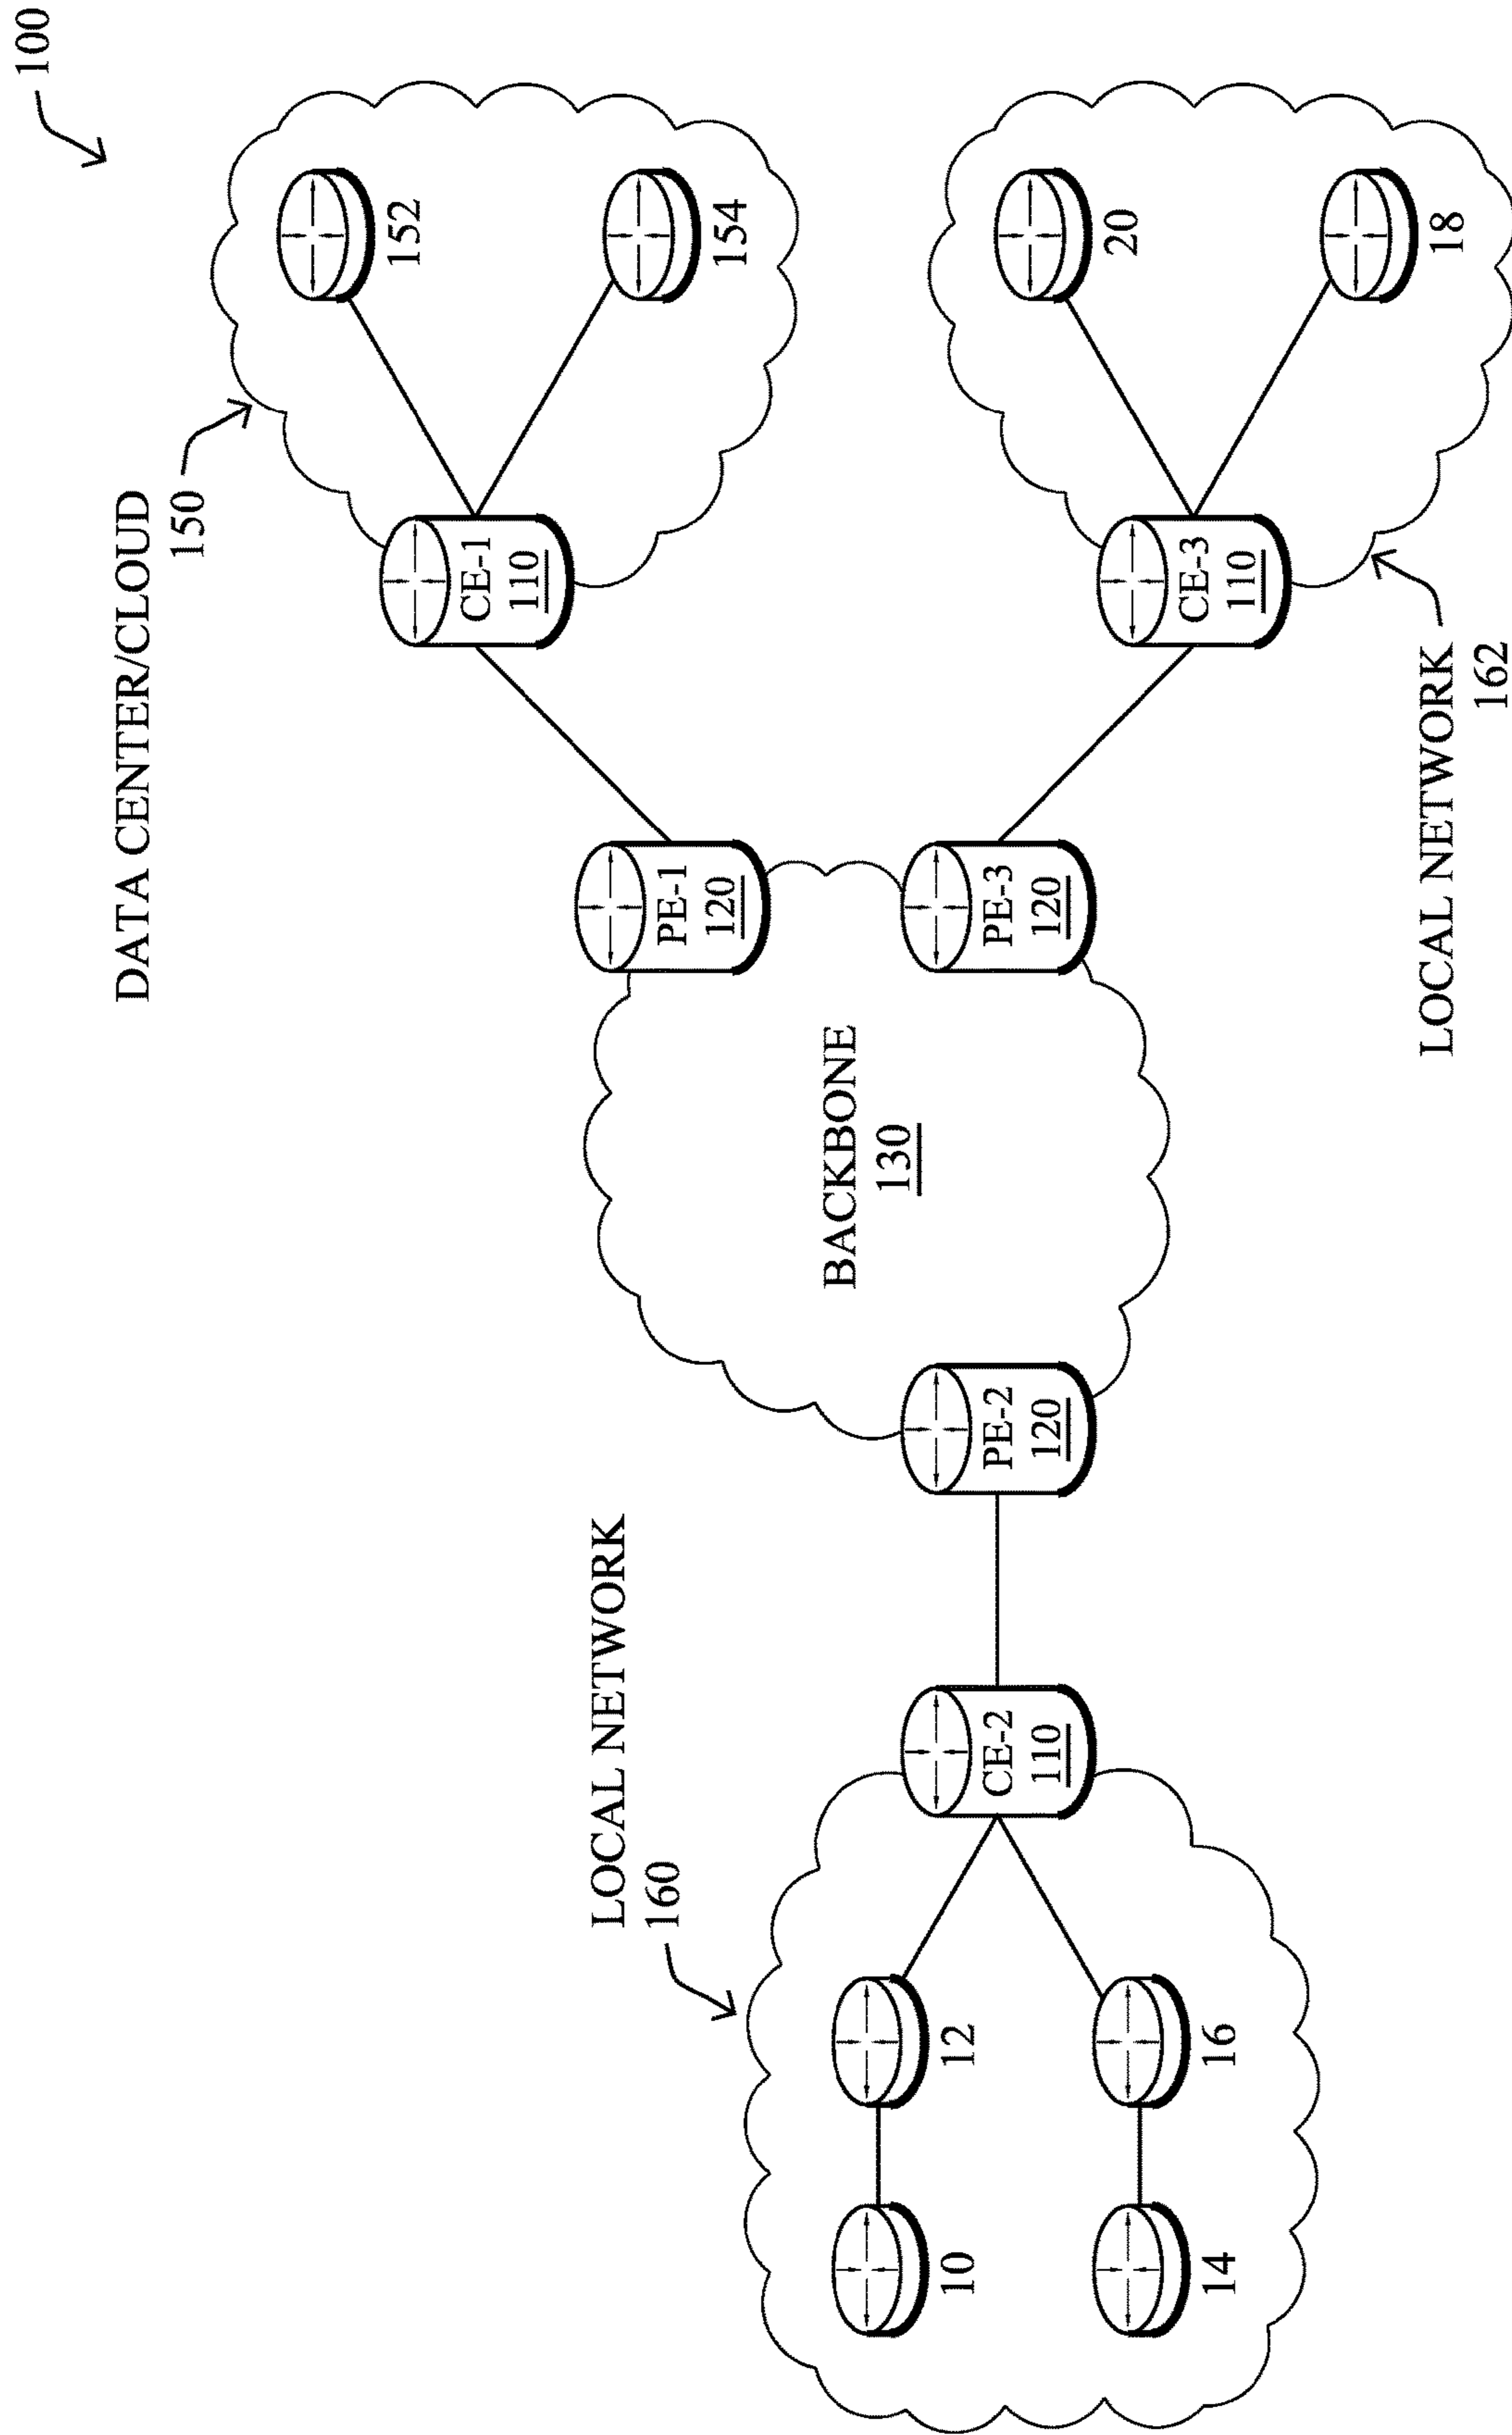 100
DATA CENTER/CLOUD
150
152
154
CE-1
110
PE-1
120
BACKBONE
130
PE-3
120
PE-2
120
CE-3
110
20
18
LOCAL NETWORK
162
LOCAL NETWORK
160
CE-2
110
12
10
16
14